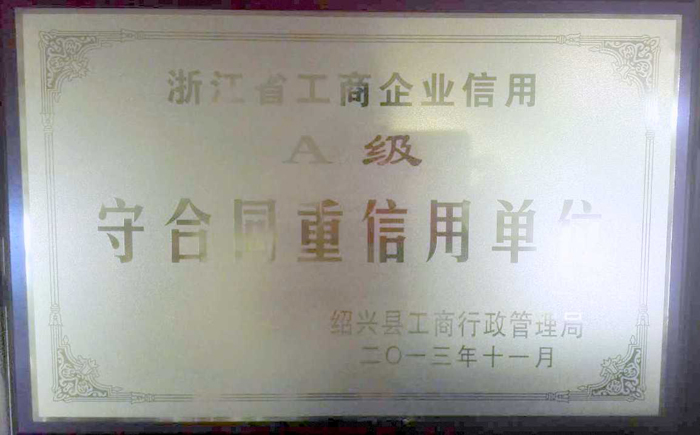 浙江省工商企业信用
A 级
守合同重信用单位
绍兴县工商行政管理局
二〇一三年十一月